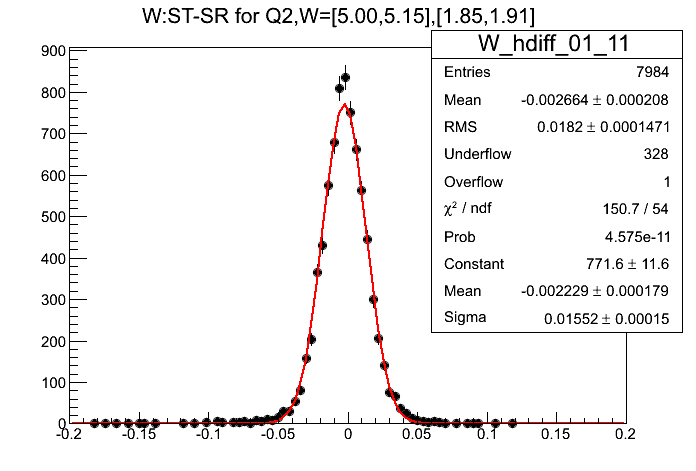 W:ST-SR for Q2,W=[5.00,5.15],[1.85,1.91]
W_hdiff_01_11
Entries 7984
Mean -0.002664 ± 0.000208
RMS 0.0182 ± 0.0001471
Underflow 328
Overflow 1
χ² / ndf 150.7 / 54
Prob 4.575e-11
Constant 771.6 ± 11.6
Mean -0.002229 ± 0.000179
Sigma 0.01552 ± 0.00015
900
800
700
600
500
400
300
200
100
0
-0.2 -0.15 -0.1 -0.05 0 0.05 0.1 0.15 0.2